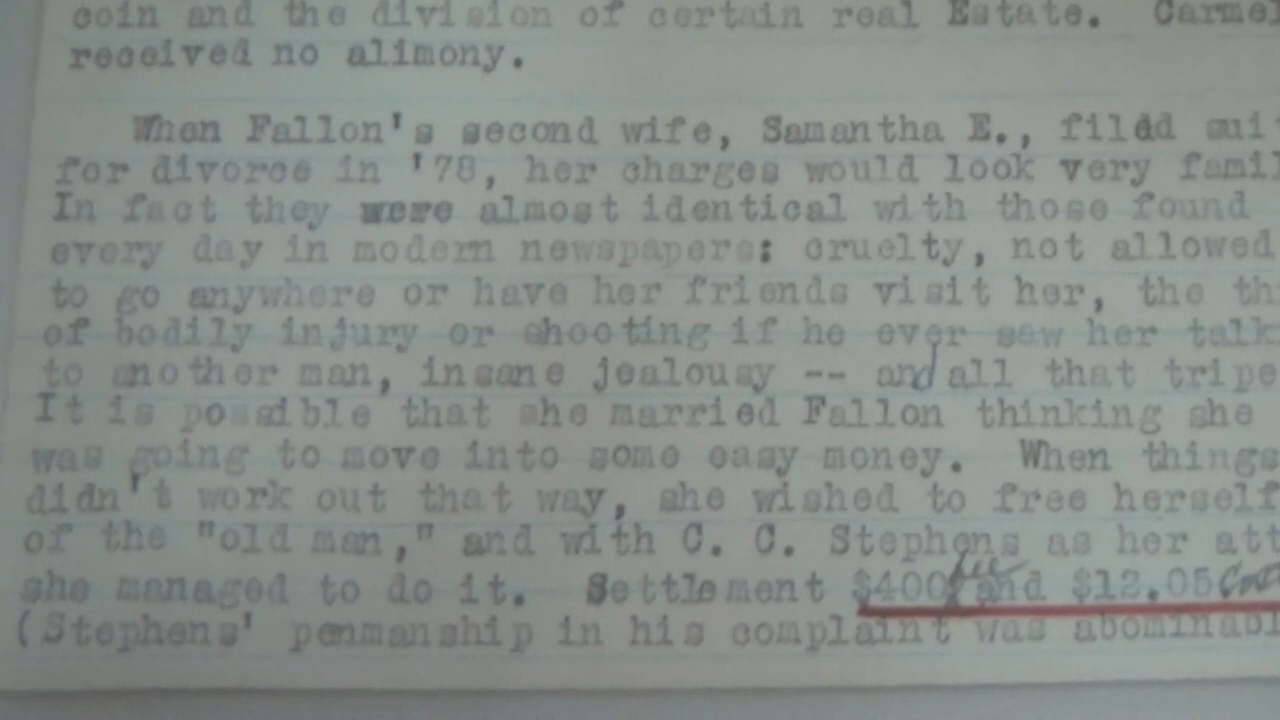 coin and the division of certain real Estate. Carmel
received no alimony.
When Fallon's second wife, Samantha E., filed sui
for divorce in '78, her charges would look very famil
In fact they were almost identical with those found
every day in modern newspapers: cruelty, not allowed
to go anywhere or have her friends visit her, the th
of bodily injury or shooting if he ever saw her talk
to another man, insane jealousy -- and all that tripe
It is possible that she married Fallon thinking she
was going to move into some easy money. When things
didn't work out that way, she wished to free herself
of the "old man," and with C. C. Stephens as her att
she managed to do it. Settlement $400 fee and $12.05
(Stephens' penmanship in his complaint was abominabl